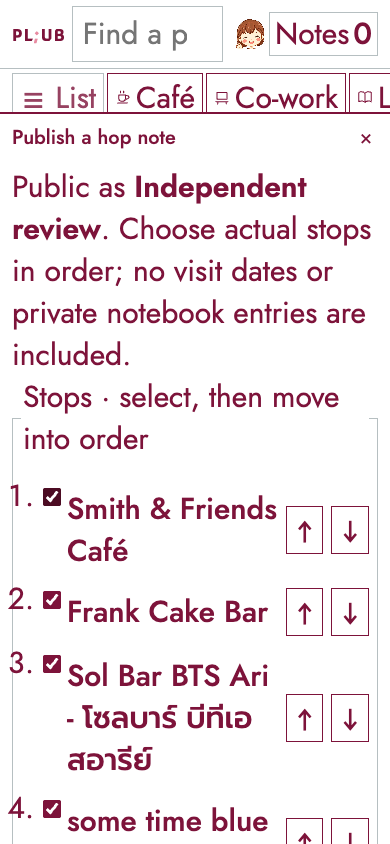 PL;UB Find a p Notes 0
List Café Co-work L
Publish a hop note ×
Public as Independent
review. Choose actual stops
in order; no visit dates or
private notebook entries are
included.
Stops · select, then move
into order
1. Smith & Friends
Café ↑ ↓
2. Frank Cake Bar ↑ ↓
3. Sol Bar BTS Ari
- โซลบาร์ บีทีเอ
สอารีย์ ↑ ↓
4. some time blue ↑ ↓